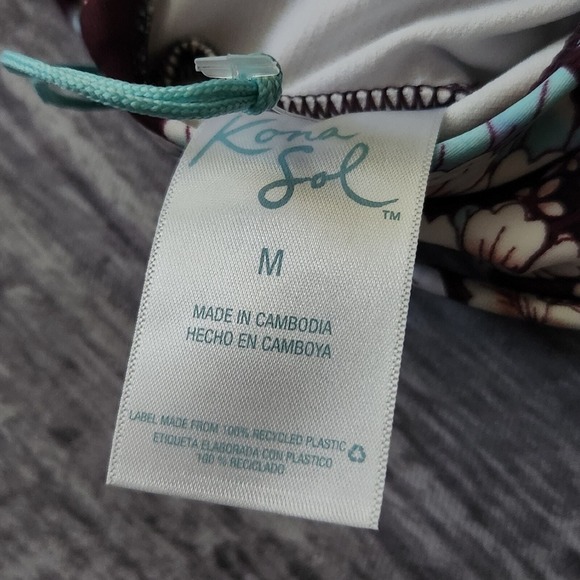 Kona
Sol
TM
M
MADE IN CAMBODIA
HECHO EN CAMBOYA
LABEL MADE FROM 100% RECYCLED PLASTIC
ETIQUETA ELABORADA CON PLASTICO
100 % RECICLADO